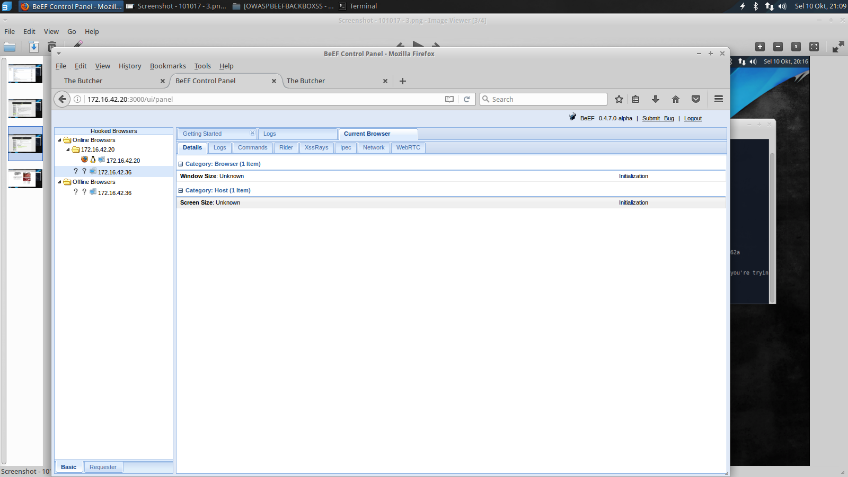 BeEF Control Panel - Mozill... Screenshot - 101017 - 3.pn... [OWASPBEEFBACKBOX5S - ... Terminal Sel 10 Okt, 21:09
Screenshot - 101017 - 3.png - Image Viewer [3/4]
File Edit View Go Help
Sel 10 Okt, 20:16
BeEF Control Panel - Mozilla Firefox
File Edit View History Bookmarks Tools Help
The Butcher BeEF Control Panel The Butcher
172.16.42.20:3000/ui/panel Search
BeEF 0.4.7.0-alpha | Submit Bug | Logout
Hooked Browsers
Online Browsers
172.16.42.20
172.16.42.20
172.16.42.36
Offline Browsers
172.16.42.36
Getting Started Logs Current Browser
Details Logs Commands Rider XssRays Ipec Network WebRTC
Category: Browser (1 Item)
Window Size: Unknown Initialization
Category: Host (1 Item)
Screen Size: Unknown Initialization
02a
you're tryin
Basic Requester
Screenshot - 10